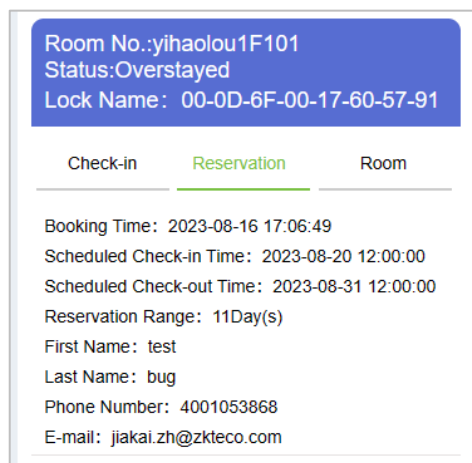 Room No.:yihaolou1F101
Status:Overstayed
Lock Name：00-0D-6F-00-17-60-57-91
Check-in Reservation Room
Booking Time：2023-08-16 17:06:49
Scheduled Check-in Time：2023-08-20 12:00:00
Scheduled Check-out Time：2023-08-31 12:00:00
Reservation Range：11Day(s)
First Name：test
Last Name：bug
Phone Number：4001053868
E-mail：jiakai.zh@zkteco.com